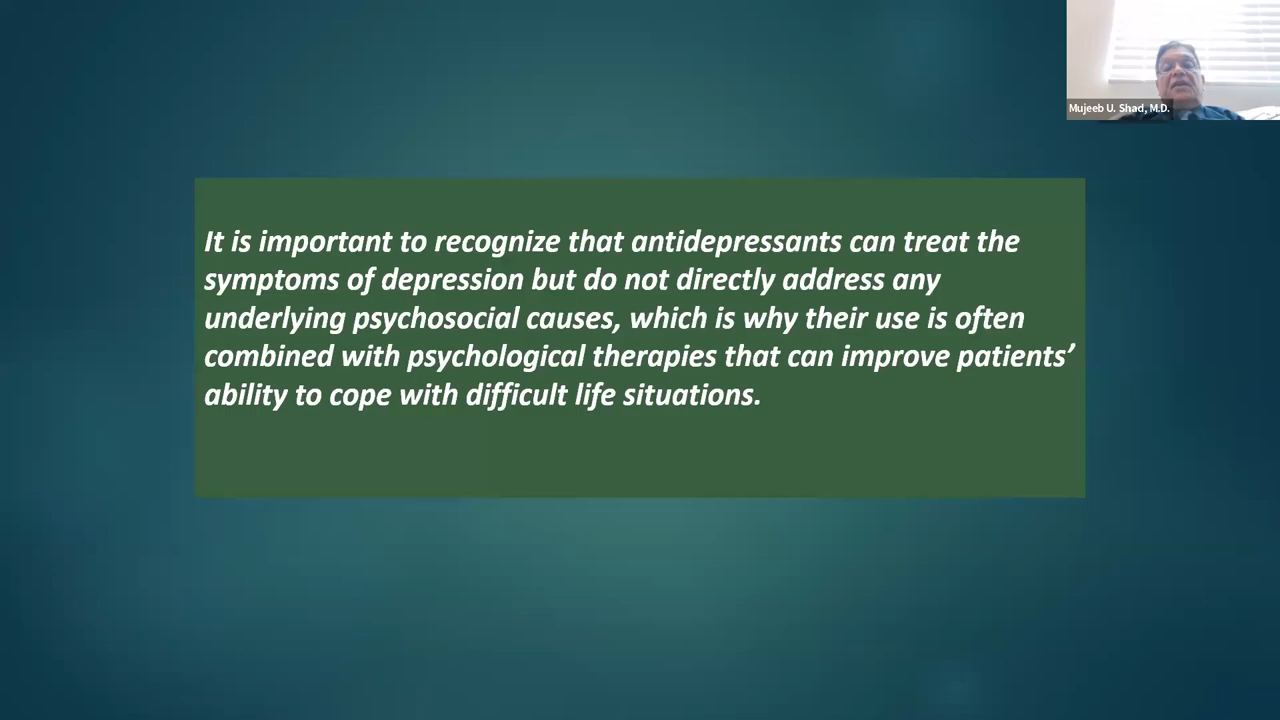 Mujeeb U. Shad, M.D.
It is important to recognize that antidepressants can treat the
symptoms of depression but do not directly address any
underlying psychosocial causes, which is why their use is often
combined with psychological therapies that can improve patients’
ability to cope with difficult life situations.